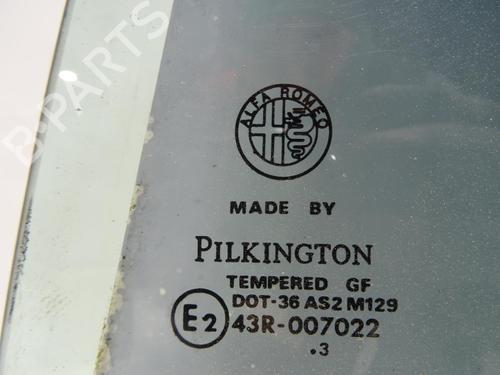 B-PARTS
ALFA ROMEO
MADE BY
PILKINGTON
TEMPERED GF
DOT-36 AS2 M129
E2 43R-007022
.3